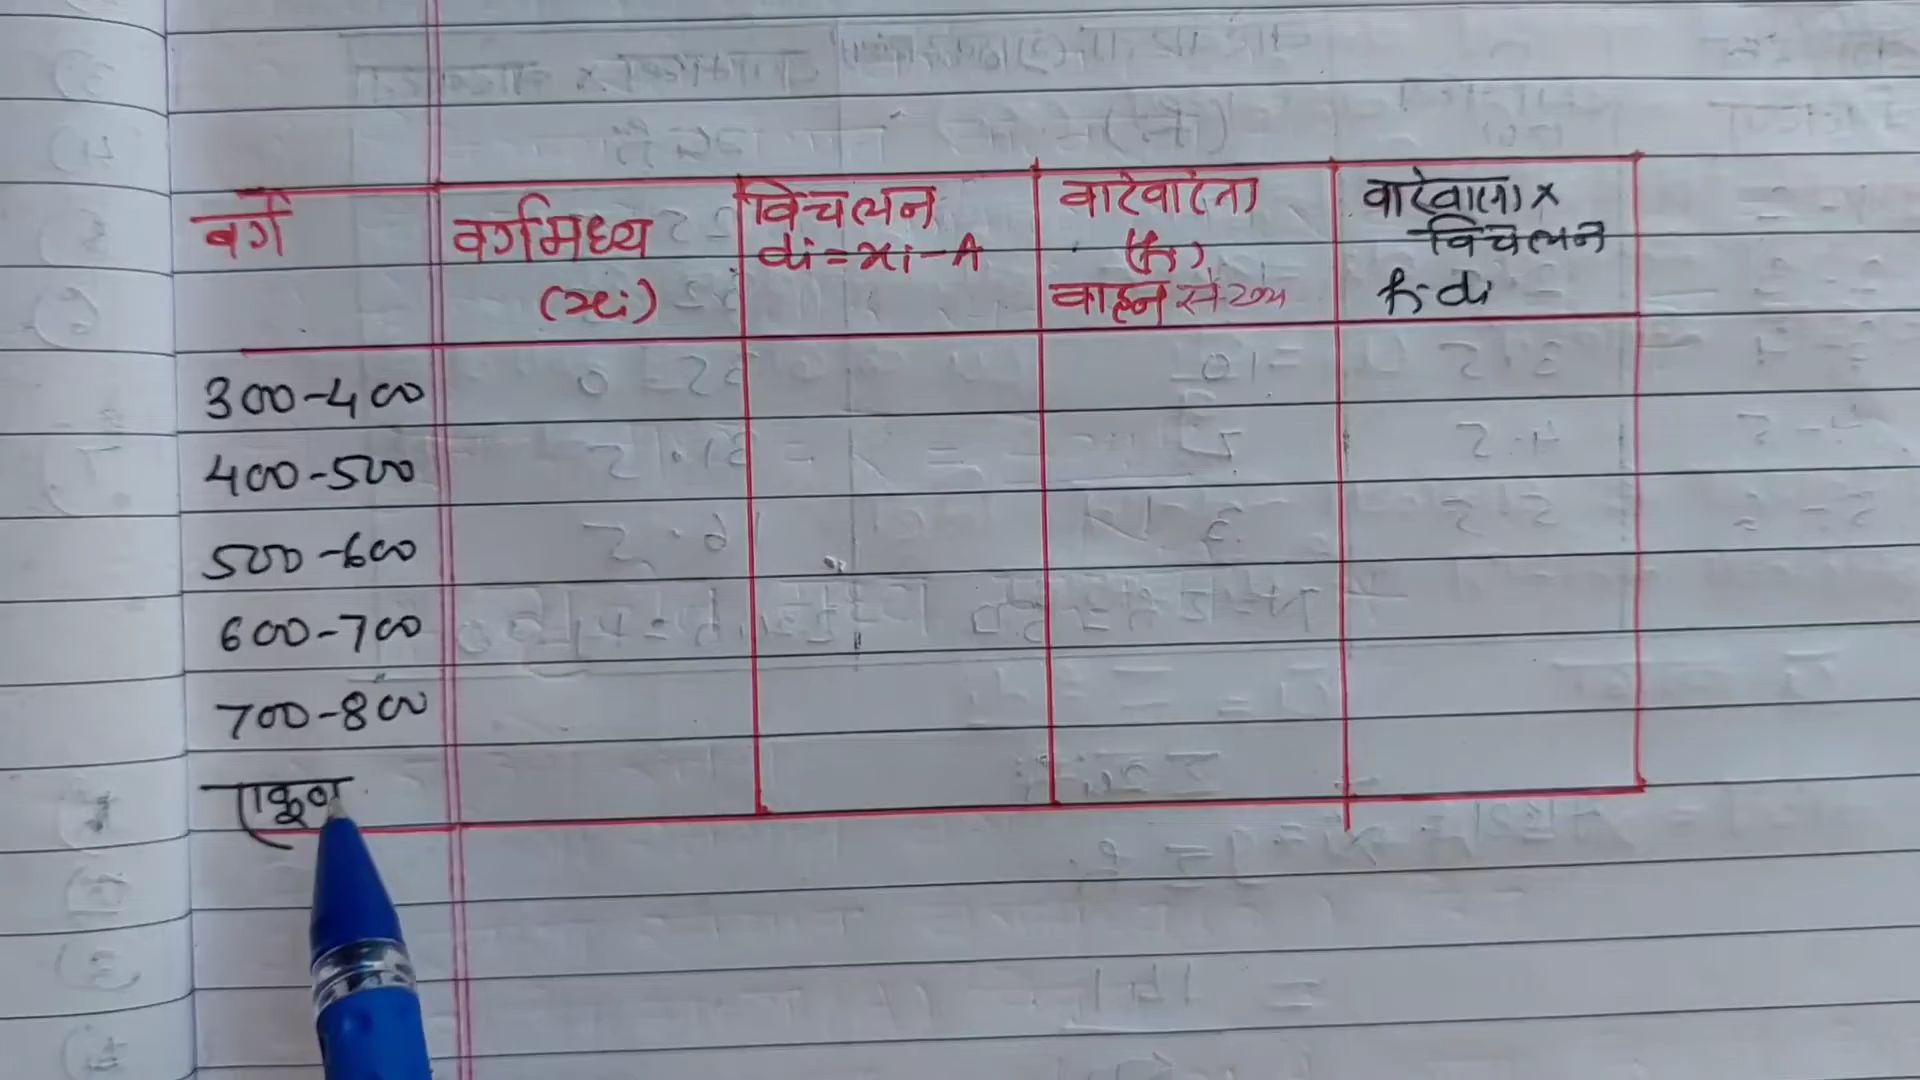 वर्ग
वर्गमध्य
(xi)
विचलन
di=xi-A
वारंवारता
(fi)
वाहन संख्या
वारंवारता x
विचलन
fi·di
300-400
400-500
500-600
600-700
700-800
एकूण